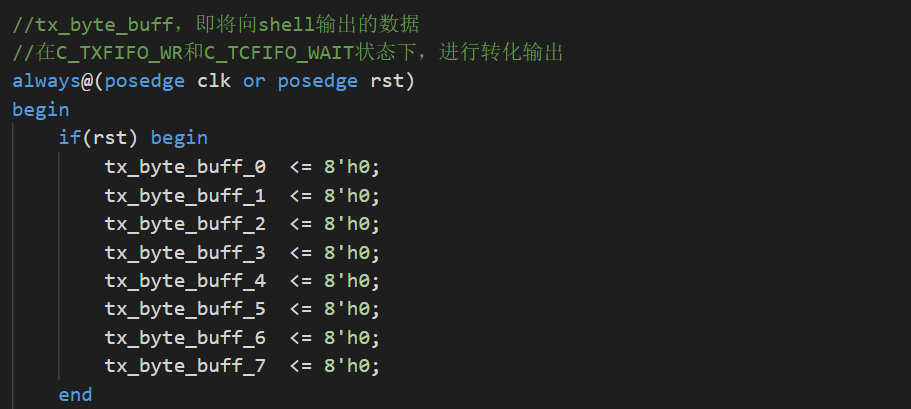 //tx_byte_buff，即将向shell输出的数据
//在C_TXFIFO_WR和C_TCFIFO_WAIT状态下，进行转化输出
always@(posedge clk or posedge rst)
begin
    if(rst) begin
        tx_byte_buff_0  <= 8'h0;
        tx_byte_buff_1  <= 8'h0;
        tx_byte_buff_2  <= 8'h0;
        tx_byte_buff_3  <= 8'h0;
        tx_byte_buff_4  <= 8'h0;
        tx_byte_buff_5  <= 8'h0;
        tx_byte_buff_6  <= 8'h0;
        tx_byte_buff_7  <= 8'h0;
    end